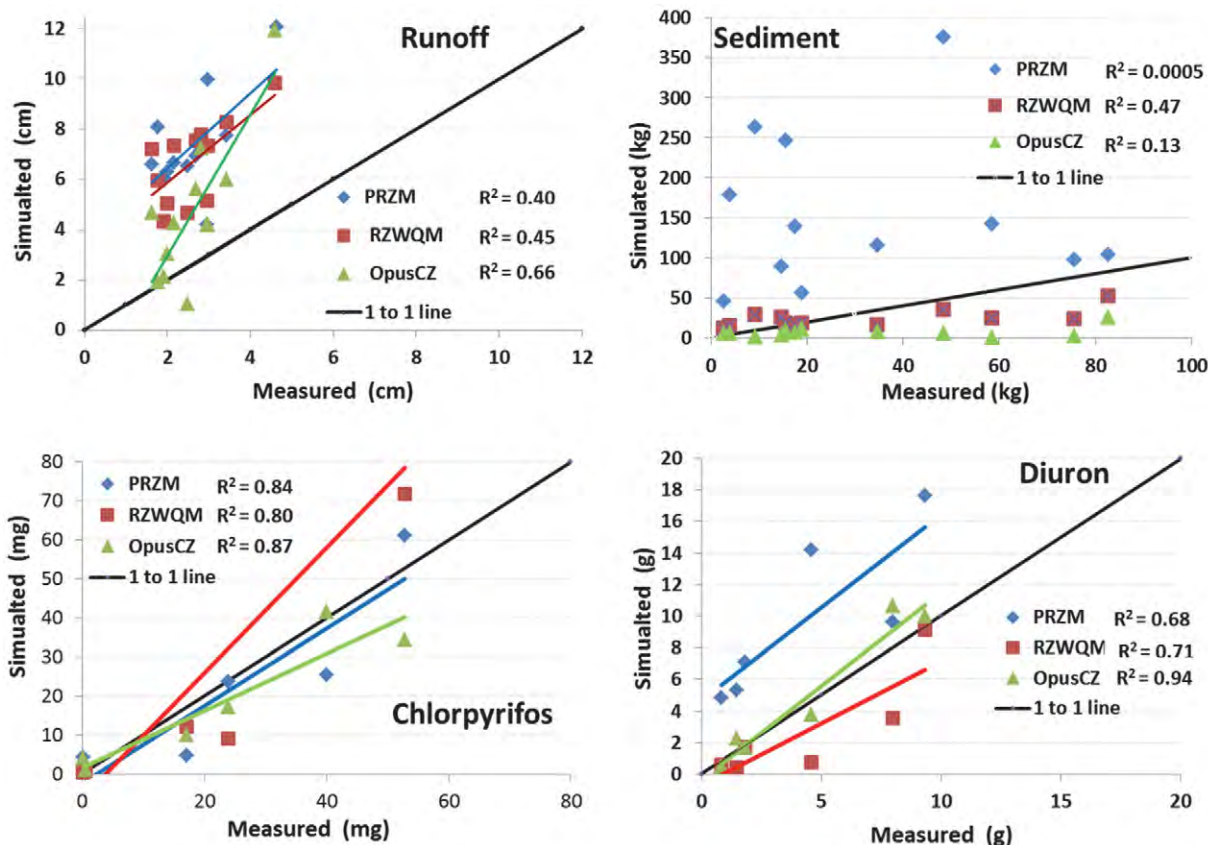 Runoff
Simualted (cm)
12
10
8
6
4
2
0
PRZM R² = 0.40
RZWQM R² = 0.45
OpusCZ R² = 0.66
1 to 1 line
0 2 4 6 8 10 12
Measured (cm)
Sediment
Simulated (kg)
400
350
300
250
200
150
100
50
0
PRZM R² = 0.0005
RZWQM R² = 0.47
OpusCZ R² = 0.13
1 to 1 line
0 20 40 60 80 100
Measured (kg)
Simualted (mg)
80
70
60
50
40
30
20
10
0
PRZM R² = 0.84
RZWQM R² = 0.80
OpusCZ R² = 0.87
1 to 1 line
Chlorpyrifos
0 20 40 60 80
Measured (mg)
Diuron
Simualted (g)
20
18
16
14
12
10
8
6
4
2
0
PRZM R² = 0.68
RZWQM R² = 0.71
OpusCZ R² = 0.94
1 to 1 line
0 5 10 15 20
Measured (g)